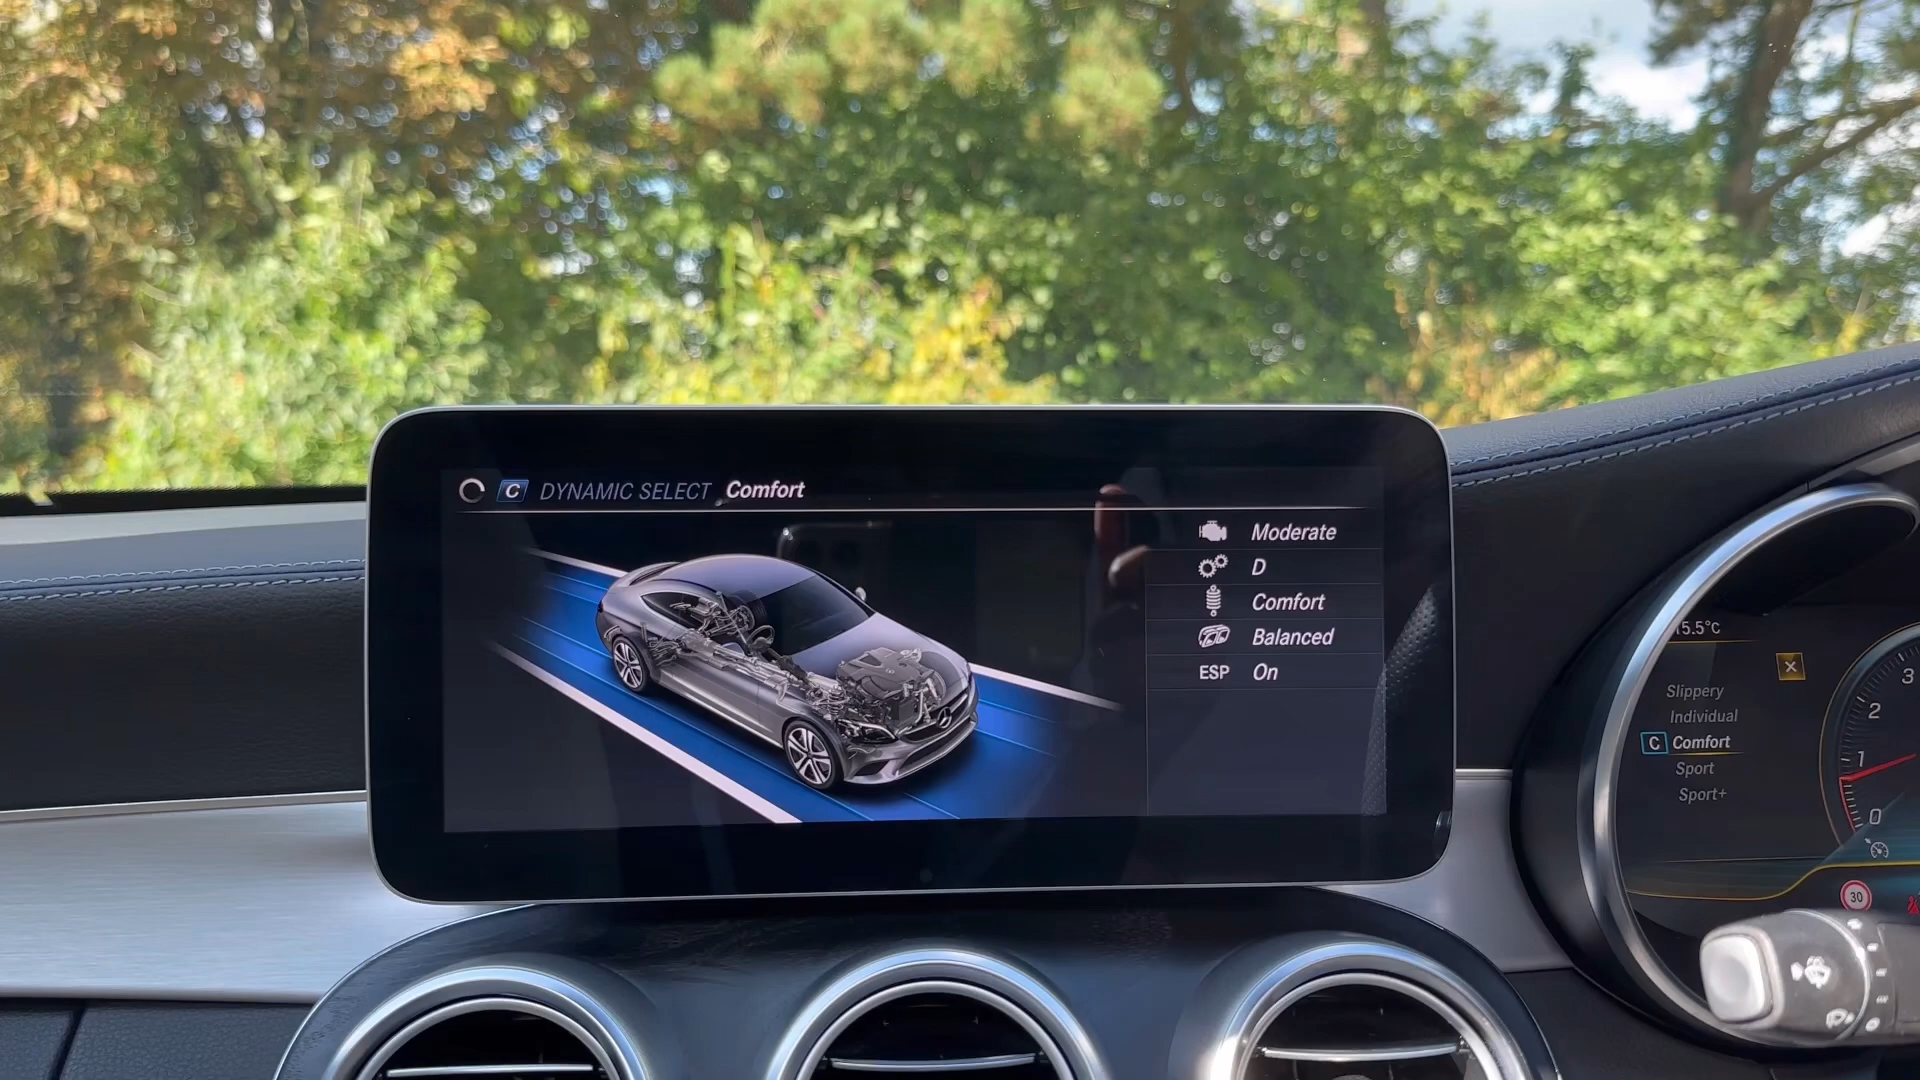 C DYNAMIC SELECT Comfort
Moderate
D
Comfort
Balanced
ESP On
5.5°C
Slippery
Individual
C Comfort
Sport
Sport+
3
2
1
0
30